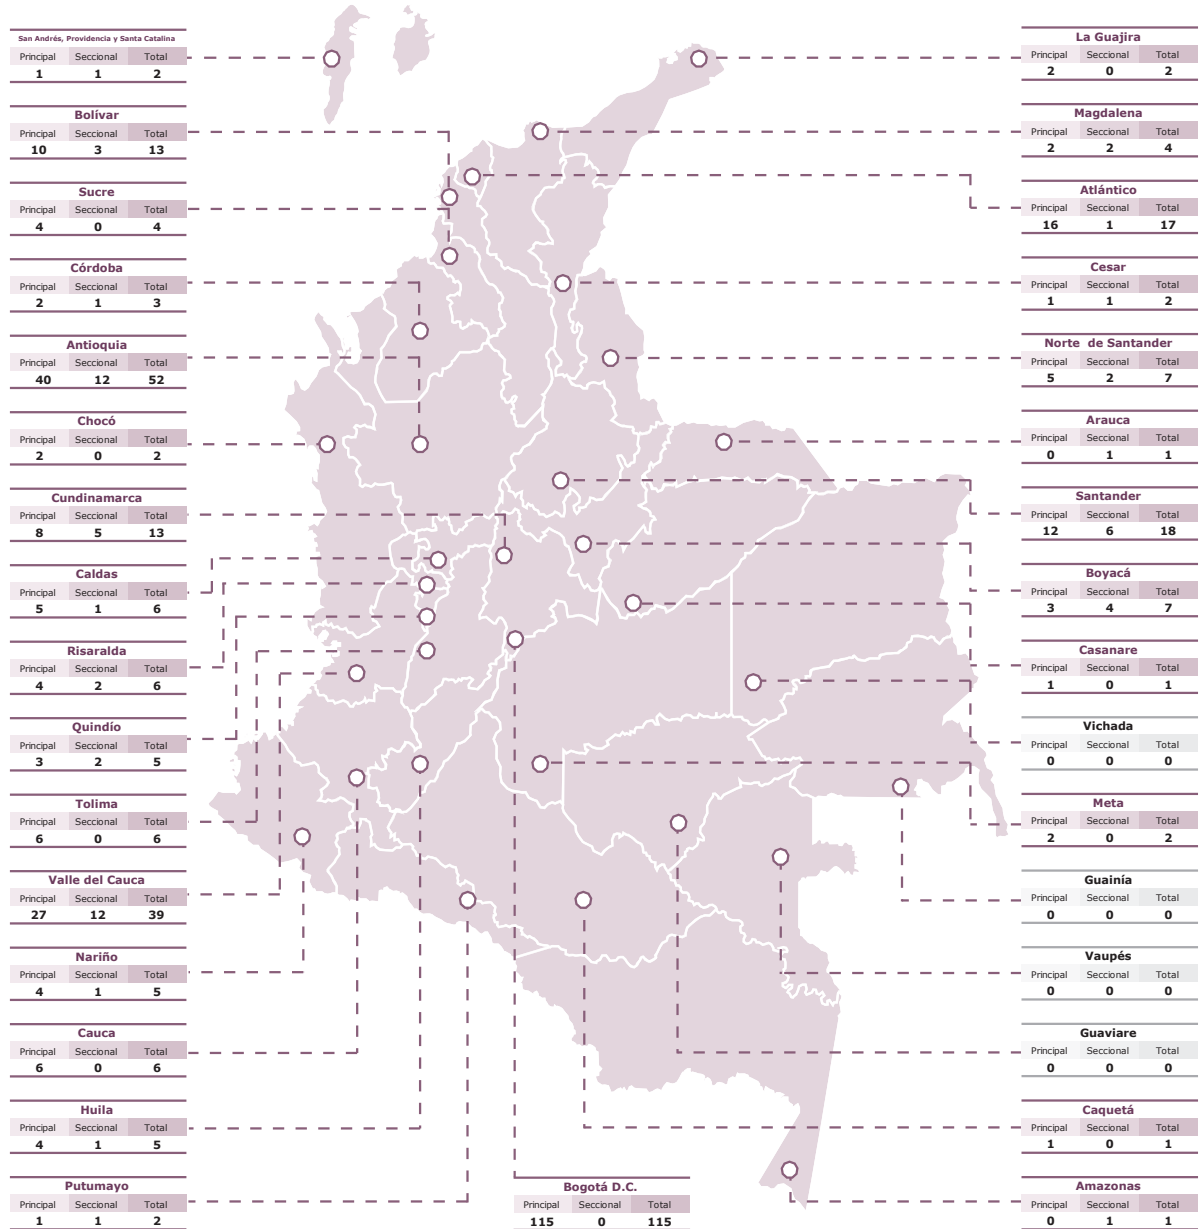 San Andrés, Providencia y Santa Catalina
Principal Seccional Total
1 1 2
Bolívar
Principal Seccional Total
10 3 13
Sucre
Principal Seccional Total
4 0 4
Córdoba
Principal Seccional Total
2 1 3
Antioquia
Principal Seccional Total
40 12 52
Chocó
Principal Seccional Total
2 0 2
Cundinamarca
Principal Seccional Total
8 5 13
Caldas
Principal Seccional Total
5 1 6
Risaralda
Principal Seccional Total
4 2 6
Quindío
Principal Seccional Total
3 2 5
Tolima
Principal Seccional Total
6 0 6
Valle del Cauca
Principal Seccional Total
27 12 39
Nariño
Principal Seccional Total
4 1 5
Cauca
Principal Seccional Total
6 0 6
Huila
Principal Seccional Total
4 1 5
Putumayo
Principal Seccional Total
1 1 2
Bogotá D.C.
Principal Seccional Total
115 0 115
La Guajira
Principal Seccional Total
2 0 2
Magdalena
Principal Seccional Total
2 2 4
Atlántico
Principal Seccional Total
16 1 17
Cesar
Principal Seccional Total
1 1 2
Norte de Santander
Principal Seccional Total
5 2 7
Arauca
Principal Seccional Total
0 1 1
Santander
Principal Seccional Total
12 6 18
Boyacá
Principal Seccional Total
3 4 7
Casanare
Principal Seccional Total
1 0 1
Vichada
Principal Seccional Total
0 0 0
Meta
Principal Seccional Total
2 0 2
Guainía
Principal Seccional Total
0 0 0
Vaupés
Principal Seccional Total
0 0 0
Guaviare
Principal Seccional Total
0 0 0
Caquetá
Principal Seccional Total
1 0 1
Amazonas
Principal Seccional Total
0 1 1